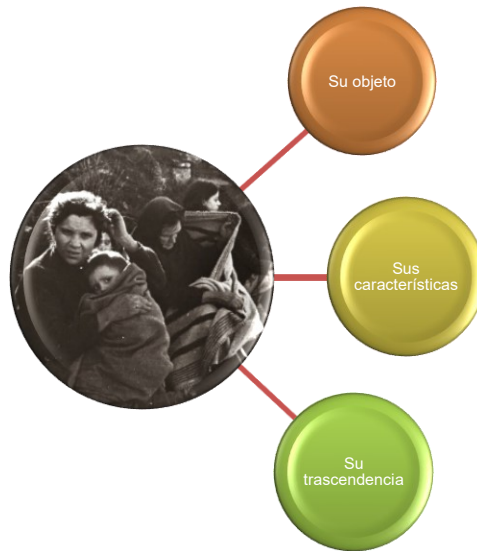 Su objeto
Sus
características
Su
trascendencia